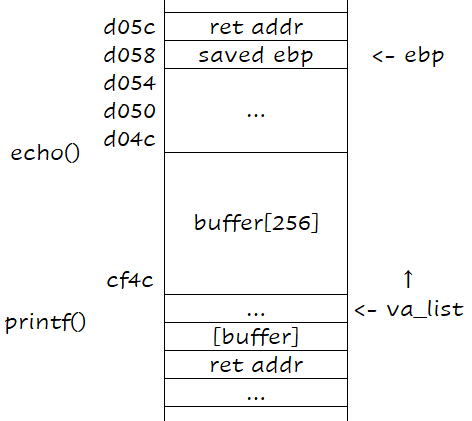 d05c ret addr
d058 saved ebp <- ebp
d054
d050 ...
d04c
echo()
buffer[256]
cf4c ↑
... <- va_list
printf() [buffer]
ret addr
...